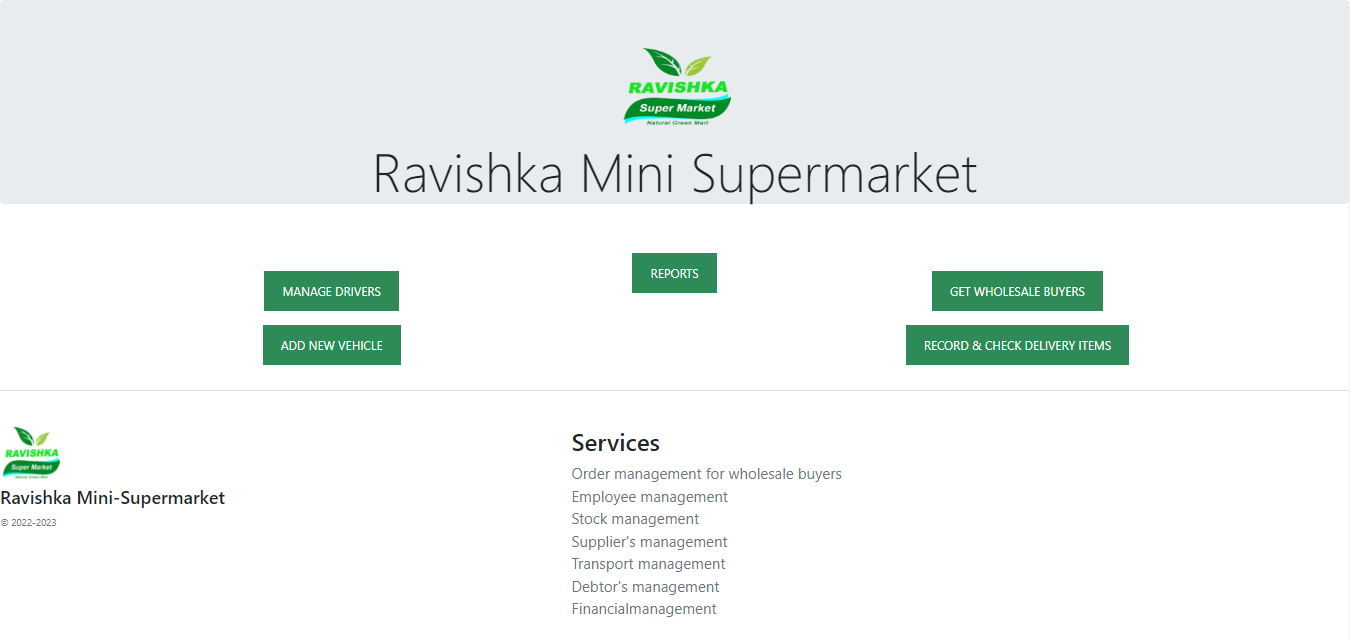 RAVISHKA
Super Market
Natural Green Mart
Ravishka Mini Supermarket
REPORTS
MANAGE DRIVERS
GET WHOLESALE BUYERS
ADD NEW VEHICLE
RECORD & CHECK DELIVERY ITEMS
RAVISHKA
Super Market
Natural Green Mart
Ravishka Mini-Supermarket
© 2022-2023
Services
Order management for wholesale buyers
Employee management
Stock management
Supplier's management
Transport management
Debtor's management
Financialmanagement